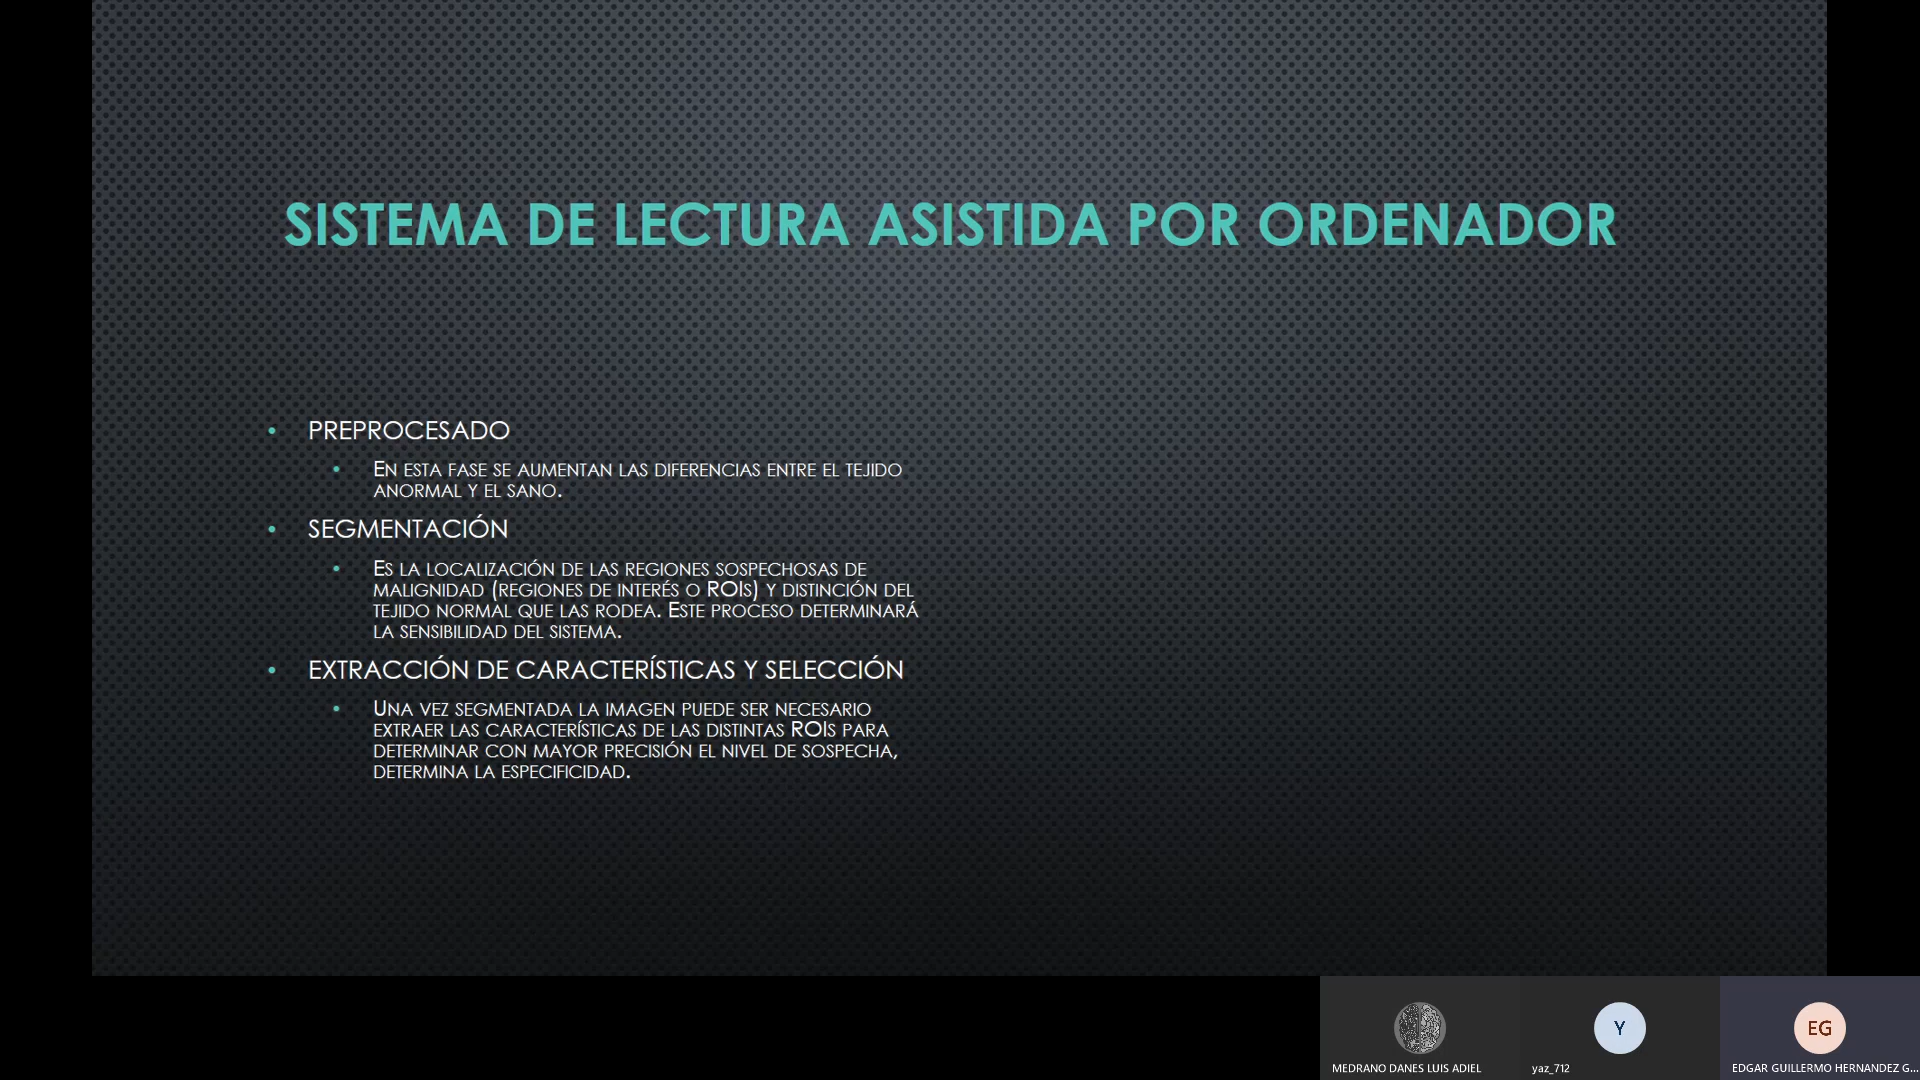 SISTEMA DE LECTURA ASISTIDA POR ORDENADOR
• PREPROCESADO
• En esta fase se aumentan las diferencias entre el tejido
anormal y el sano.
• SEGMENTACIÓN
• Es la localización de las regiones sospechosas de
malignidad (regiones de interés o ROIs) y distinción del
tejido normal que las rodea. Este proceso determinará
la sensibilidad del sistema.
• EXTRACCIÓN DE CARACTERÍSTICAS Y SELECCIÓN
• Una vez segmentada la imagen puede ser necesario
extraer las características de las distintas ROIs para
determinar con mayor precisión el nivel de sospecha,
determina la especificidad.
Y
EG
MEDRANO DANES LUIS ADIEL
yaz_712
EDGAR GUILLERMO HERNANDEZ G...